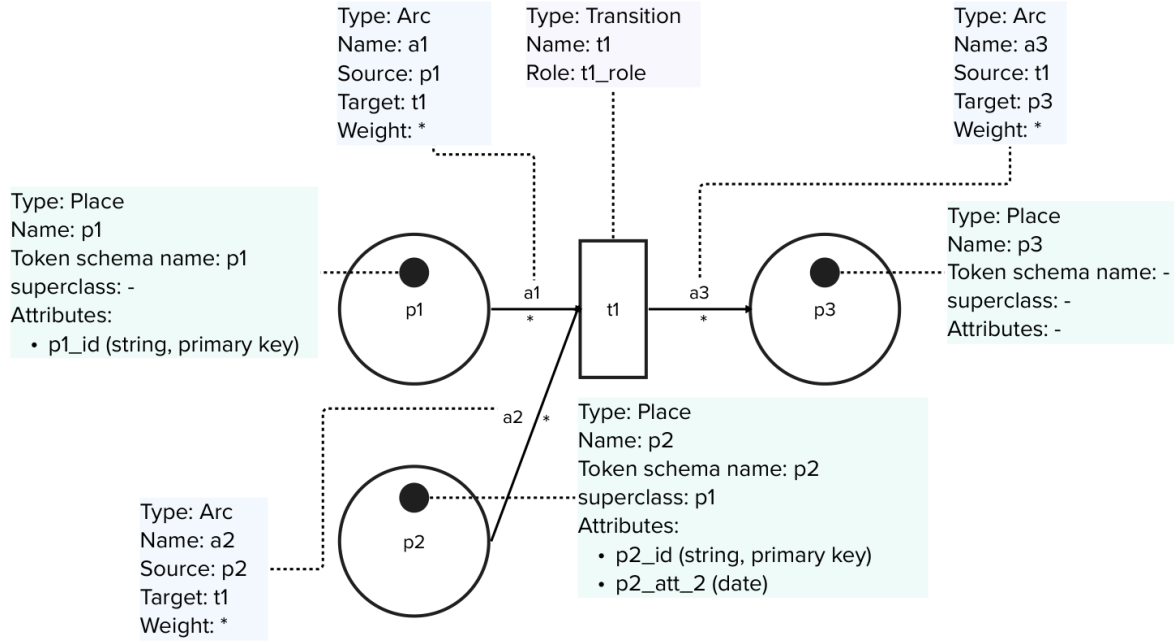 Type: Arc
Name: a1
Source: p1
Target: t1
Weight: *
Type: Transition
Name: t1
Role: t1_role
Type: Arc
Name: a3
Source: t1
Target: p3
Weight: *
Type: Place
Name: p1
Token schema name: p1
superclass: -
Attributes:
• p1_id (string, primary key)
Type: Place
Name: p3
Token schema name: -
superclass: -
Attributes: -
p1
a1
*
t1
a3
*
p3
a2 *
Type: Place
Name: p2
Token schema name: p2
superclass: p1
Attributes:
• p2_id (string, primary key)
• p2_att_2 (date)
p2
Type: Arc
Name: a2
Source: p2
Target: t1
Weight: *